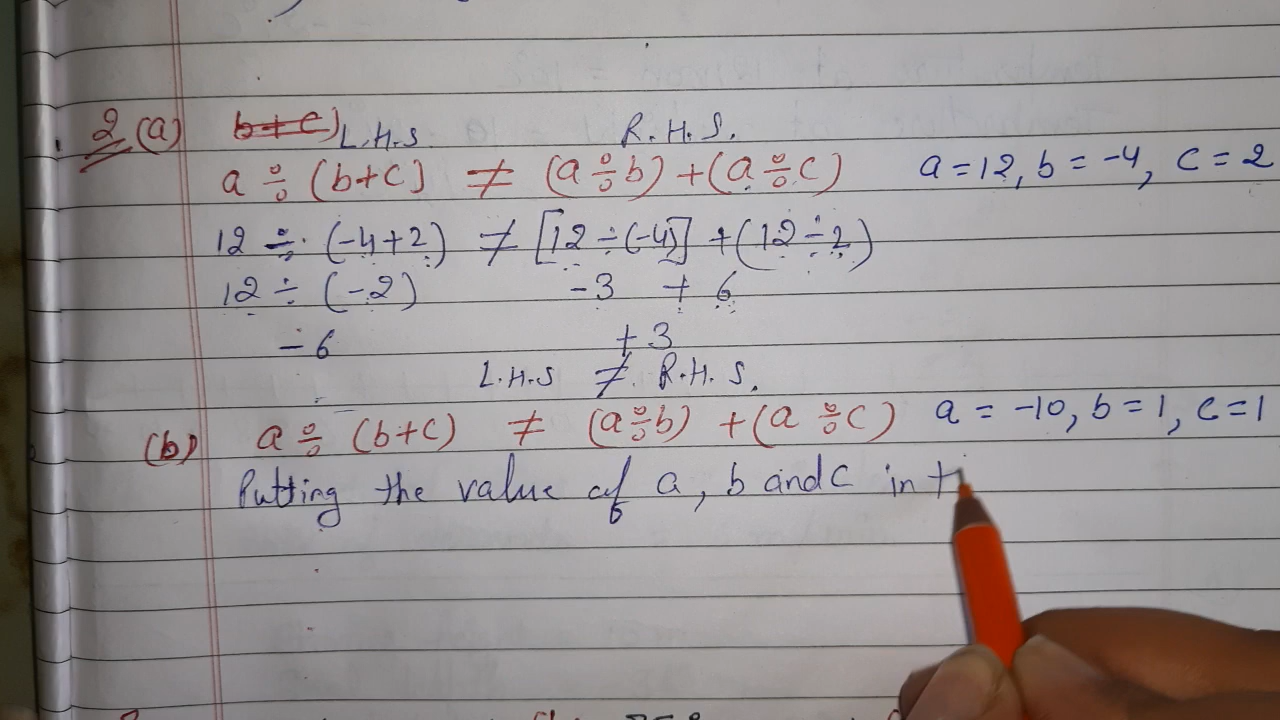 2 (a) b+c) L.H.S R.H.S.
a ÷ (b+c) ≠ (a ÷ b) + (a ÷ c) a = 12, b = -4, c = 2
12 ÷ (-4+2) ≠ [12 ÷ (-4)] + (12 ÷ 2)
12 ÷ (-2) -3 + 6
-6 +3
L.H.S ≠ R.H.S.
(b) a ÷ (b+c) ≠ (a ÷ b) + (a ÷ c) a = -10, b = 1, c = 1
Putting the value of a, b and c in t